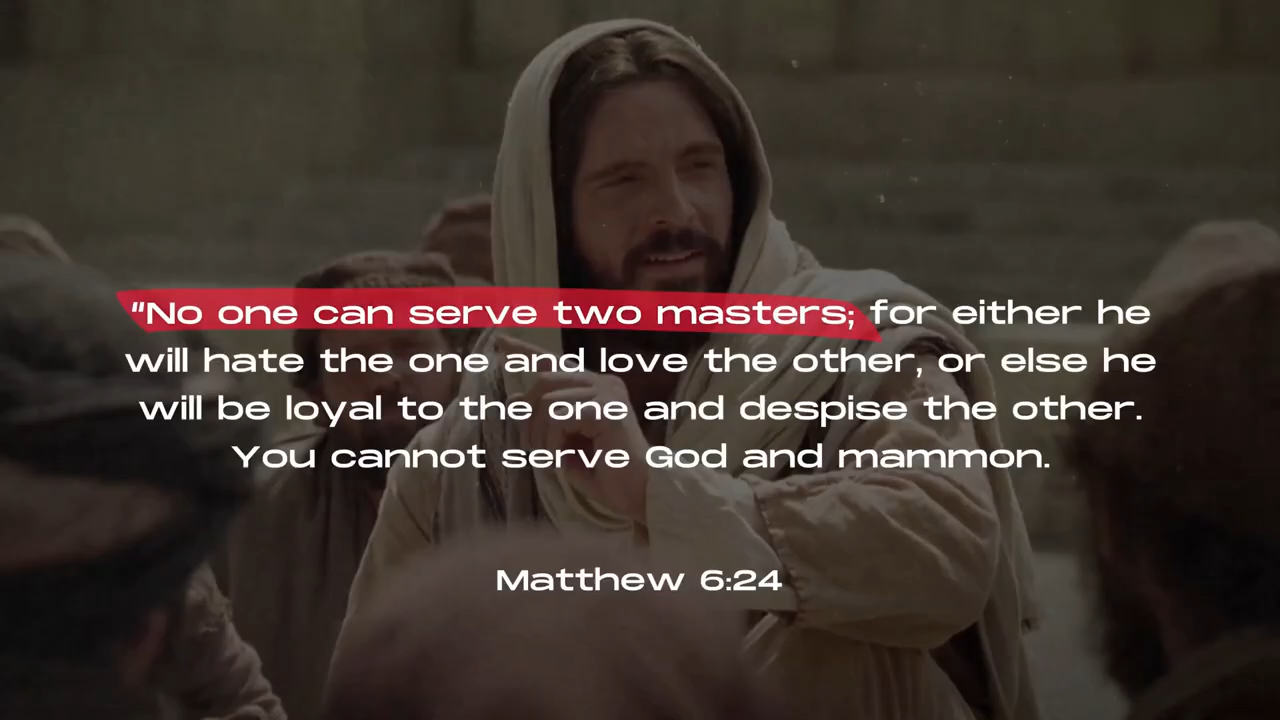 "No one can serve two masters; for either he
will hate the one and love the other, or else he
will be loyal to the one and despise the other.
You cannot serve God and mammon.
Matthew 6:24